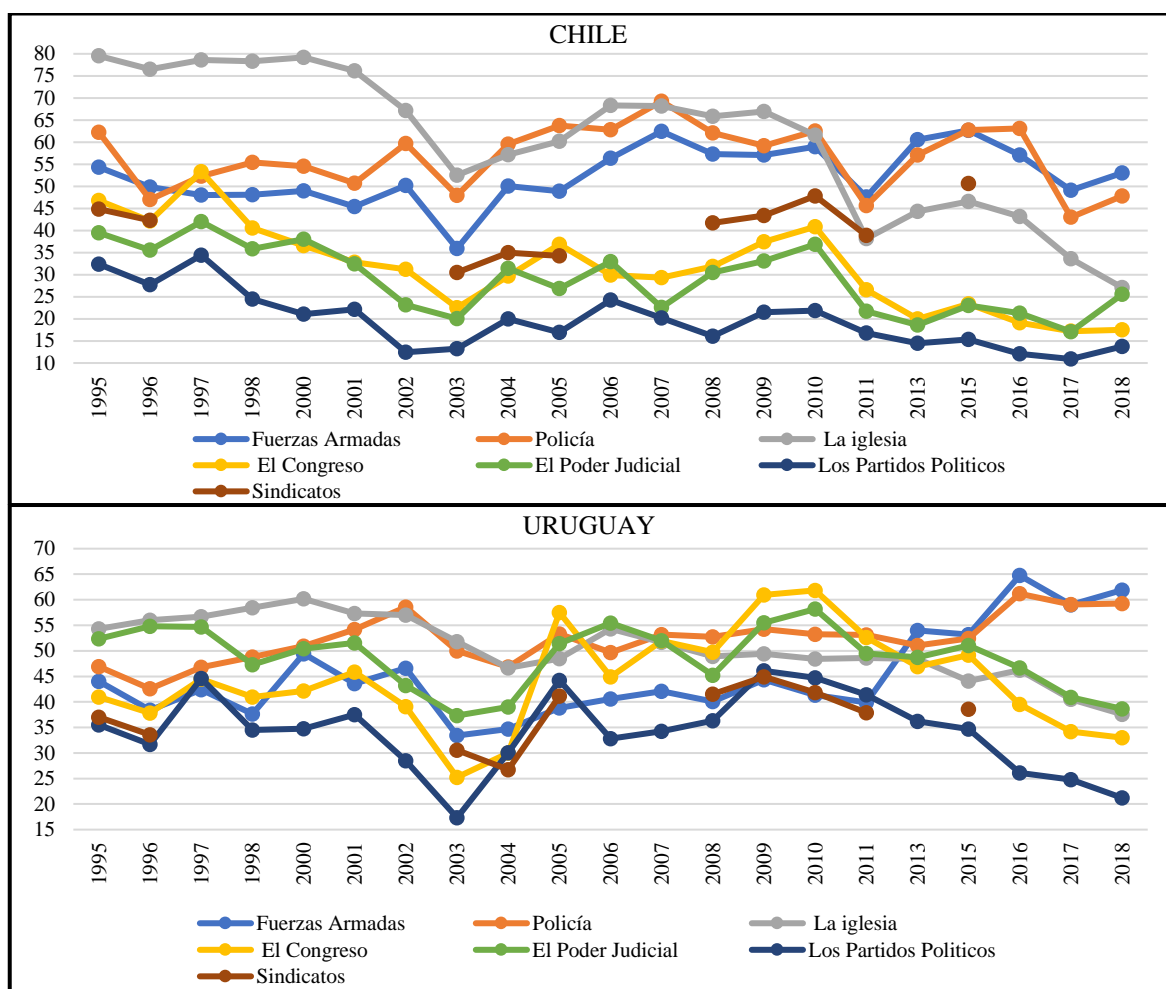 CHILE
80
75
70
65
60
55
50
45
40
35
30
25
20
15
10
1995 1996 1997 1998 2000 2001 2002 2003 2004 2005 2006 2007 2008 2009 2010 2011 2013 2015 2016 2017 2018
Fuerzas Armadas Policía La iglesia
El Congreso El Poder Judicial Los Partidos Politicos
Sindicatos
URUGUAY
70
65
60
55
50
45
40
35
30
25
20
15
1995 1996 1997 1998 2000 2001 2002 2003 2004 2005 2006 2007 2008 2009 2010 2011 2013 2015 2016 2017 2018
Fuerzas Armadas Policía La iglesia
El Congreso El Poder Judicial Los Partidos Politicos
Sindicatos